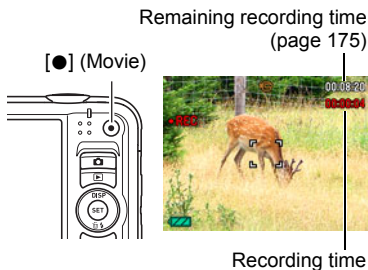 Remaining recording time
(page 175)
[●] (Movie)
00:08:20
00:00:04
●REC
DISP
SET
Recording time